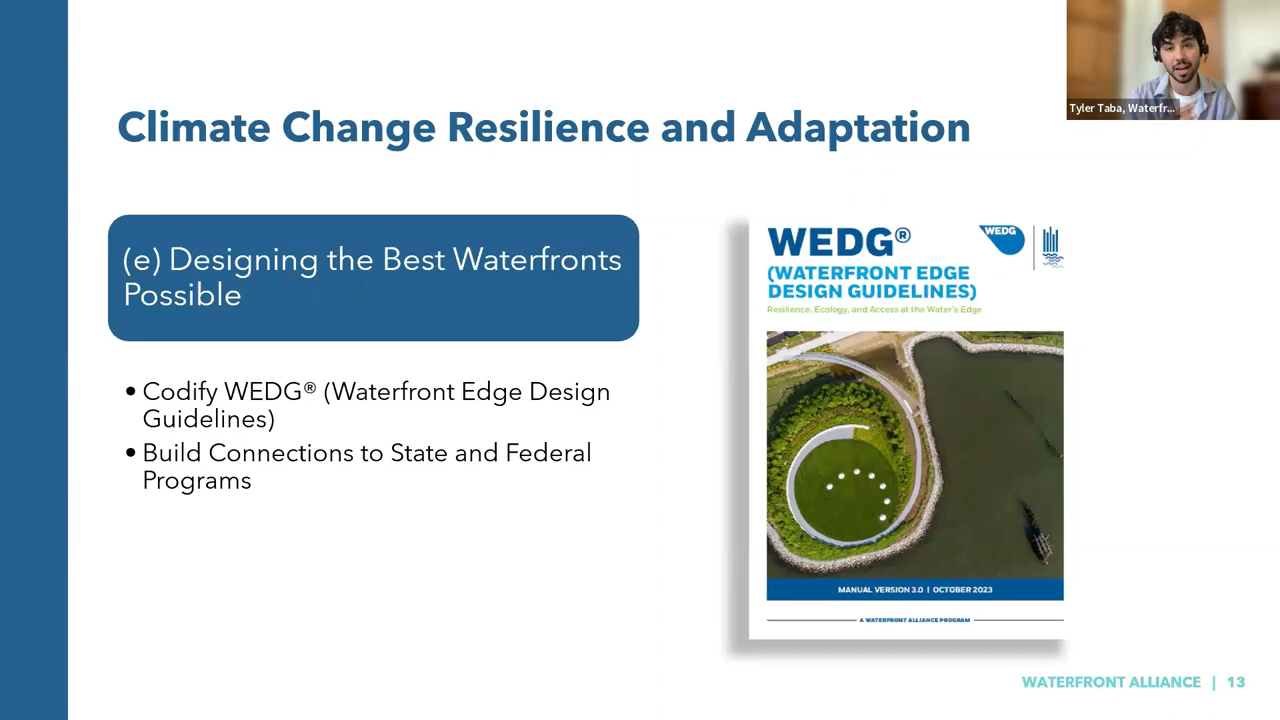 Tyler Taba, Waterfr...
Climate Change Resilience and Adaptation
(e) Designing the Best Waterfronts
Possible
• Codify WEDG® (Waterfront Edge Design
Guidelines)
• Build Connections to State and Federal
Programs
WEDG®
WEDG
(WATERFRONT EDGE
DESIGN GUIDELINES)
Resilience, Ecology, and Access at the Water's Edge
MANUAL VERSION 3.0 | OCTOBER 2023
A WATERFRONT ALLIANCE PROGRAM
WATERFRONT ALLIANCE | 13